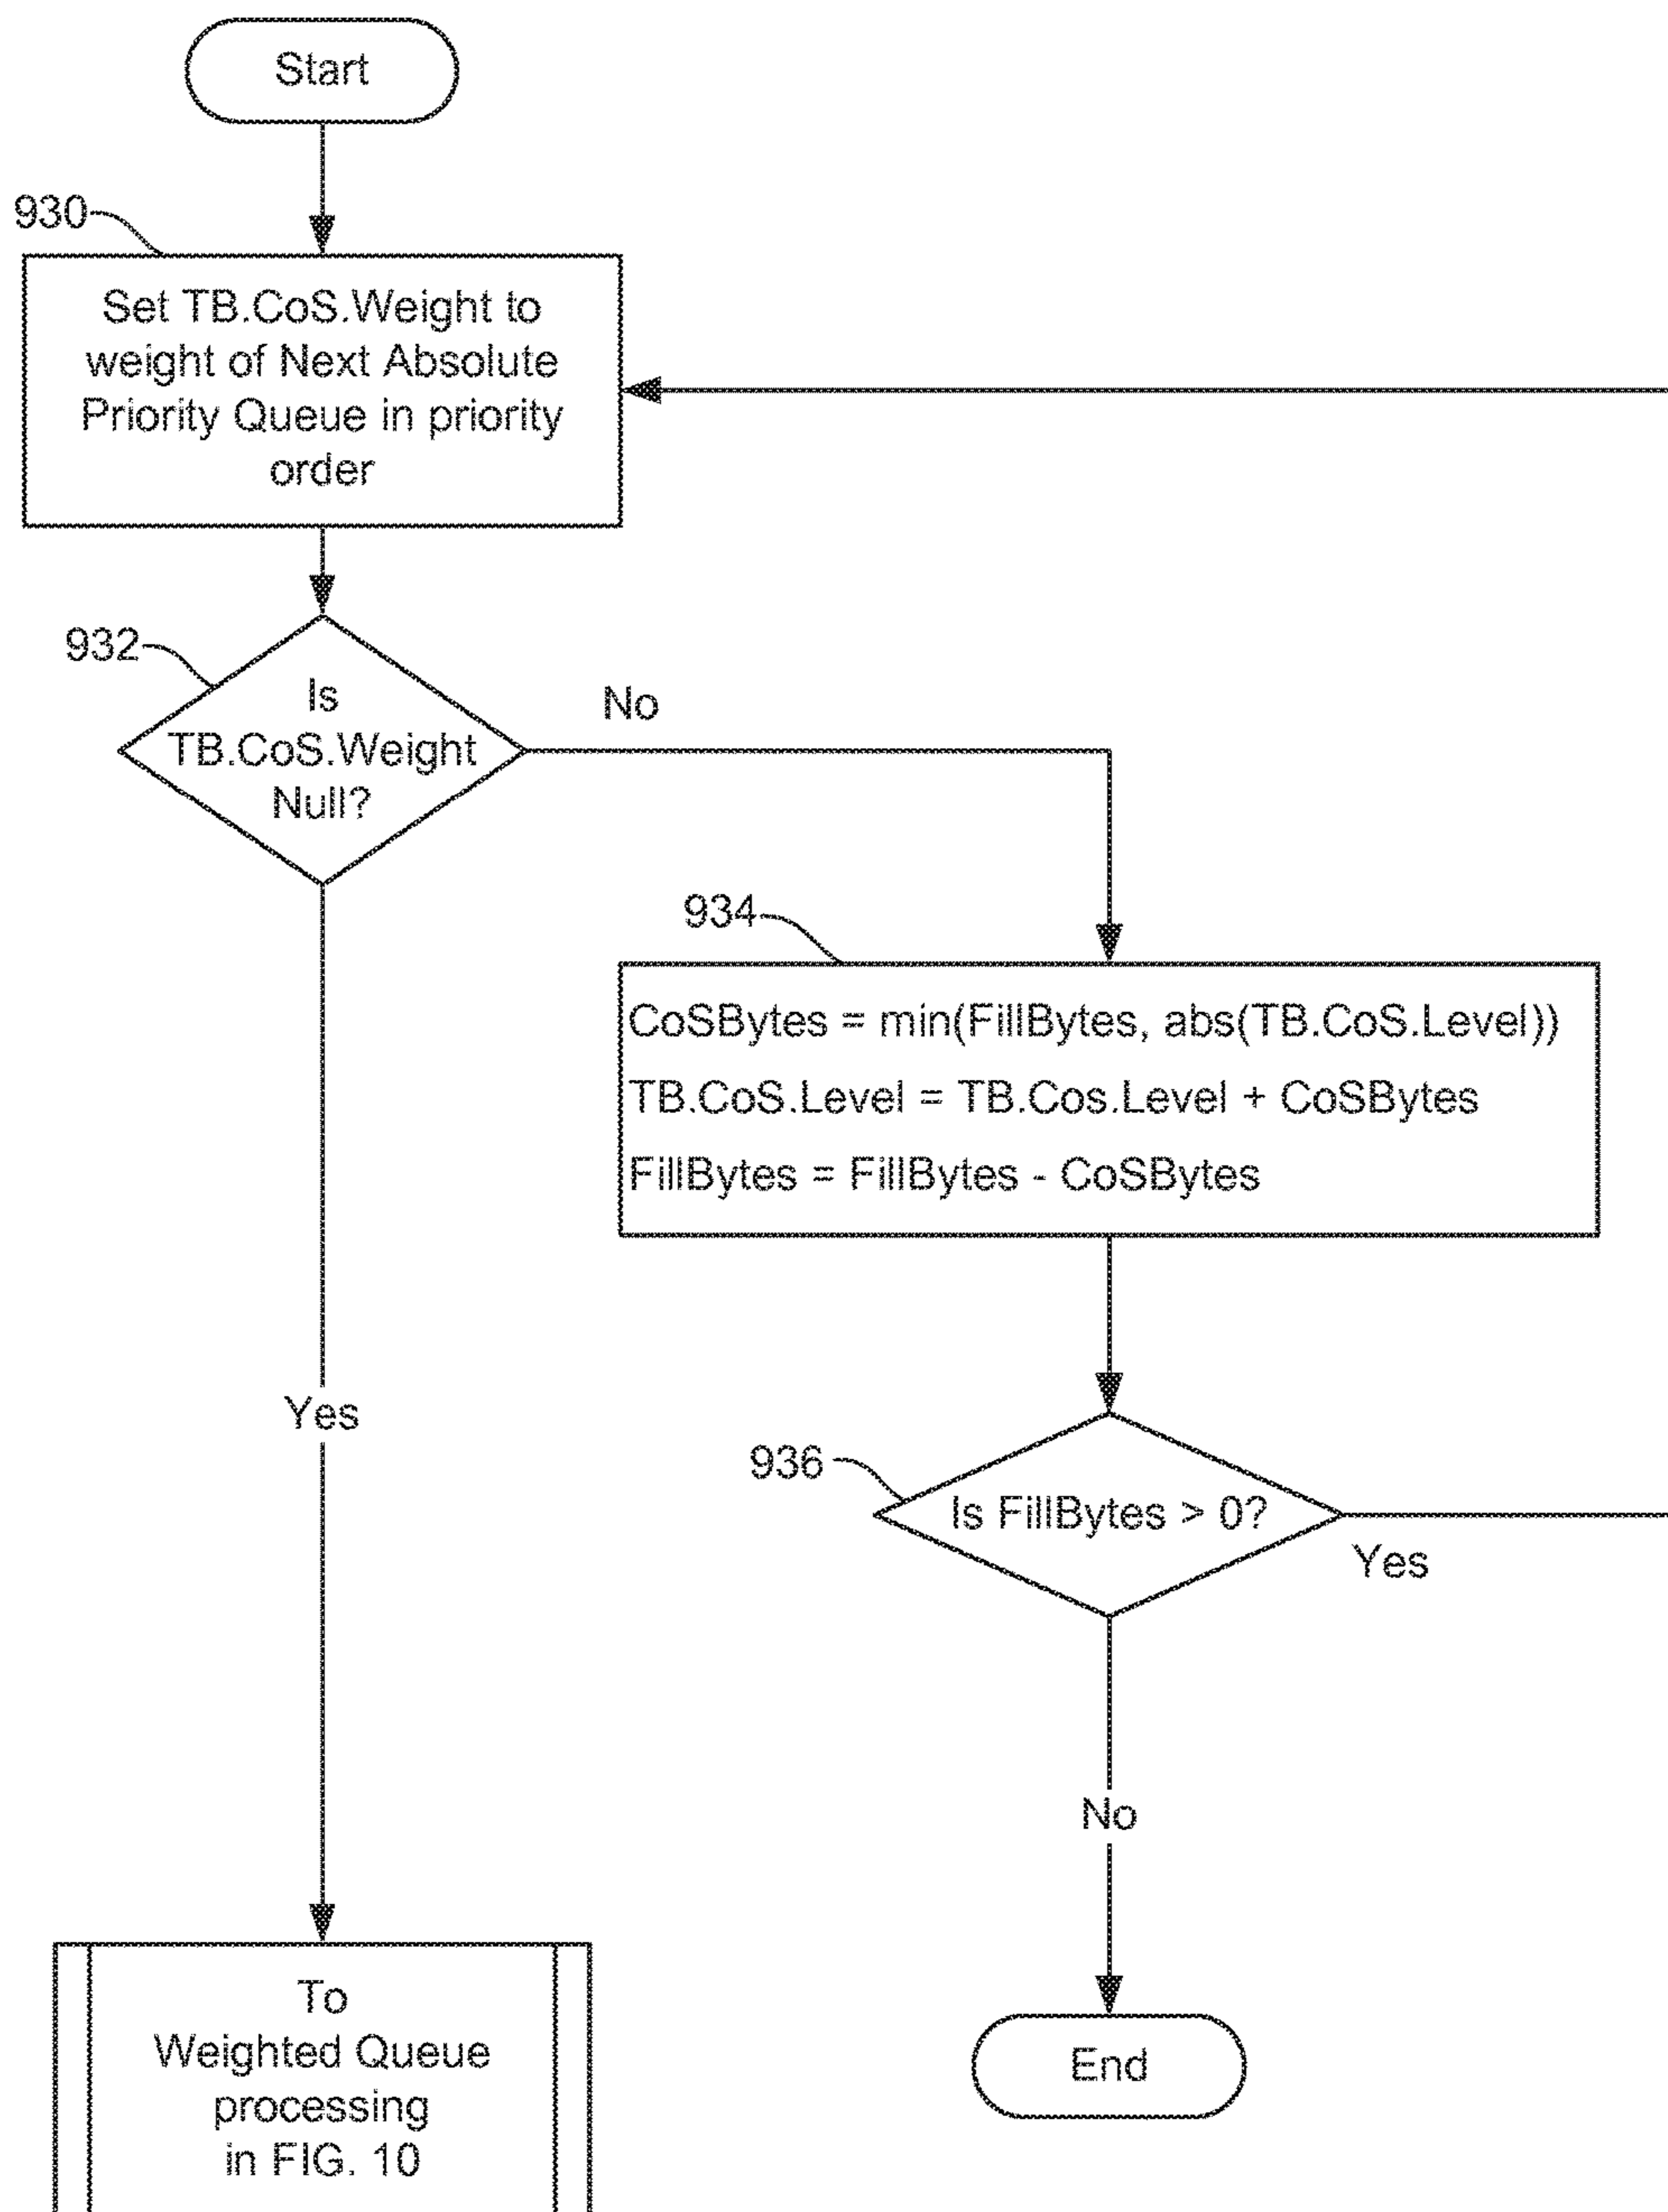 Start
930
Set TB.CoS.Weight to
weight of Next Absolute
Priority Queue in priority
order
932
Is
TB.CoS.Weight
Null?
No
934
CoSBytes = min(FillBytes, abs(TB.CoS.Level))
TB.CoS.Level = TB.Cos.Level + CoSBytes
FillBytes = FillBytes - CoSBytes
Yes
936
Is FillBytes > 0?
Yes
No
To
Weighted Queue
processing
in FIG. 10
End